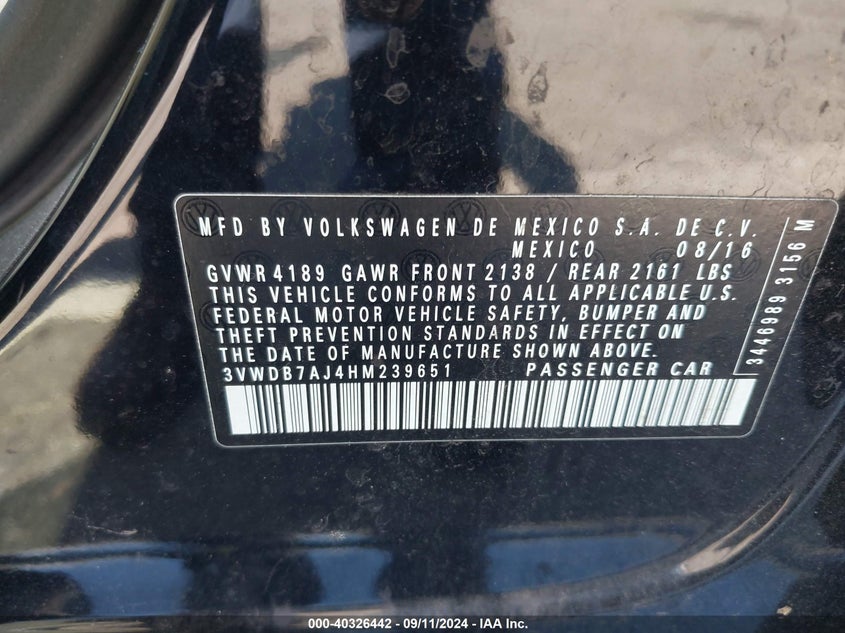 MFD BY VOLKSWAGEN DE MEXICO S.A. DE C.V.
MEXICO 08/16
GVWR 4189 GAWR FRONT 2138 / REAR 2161 LBS
THIS VEHICLE CONFORMS TO ALL APPLICABLE U.S.
FEDERAL MOTOR VEHICLE SAFETY, BUMPER AND
THEFT PREVENTION STANDARDS IN EFFECT ON
THE DATE OF MANUFACTURE SHOWN ABOVE.
3VWDB7AJ4HM239651 PASSENGER CAR
3446989 3156 M
000-40326442 - 09/11/2024 - IAA Inc.